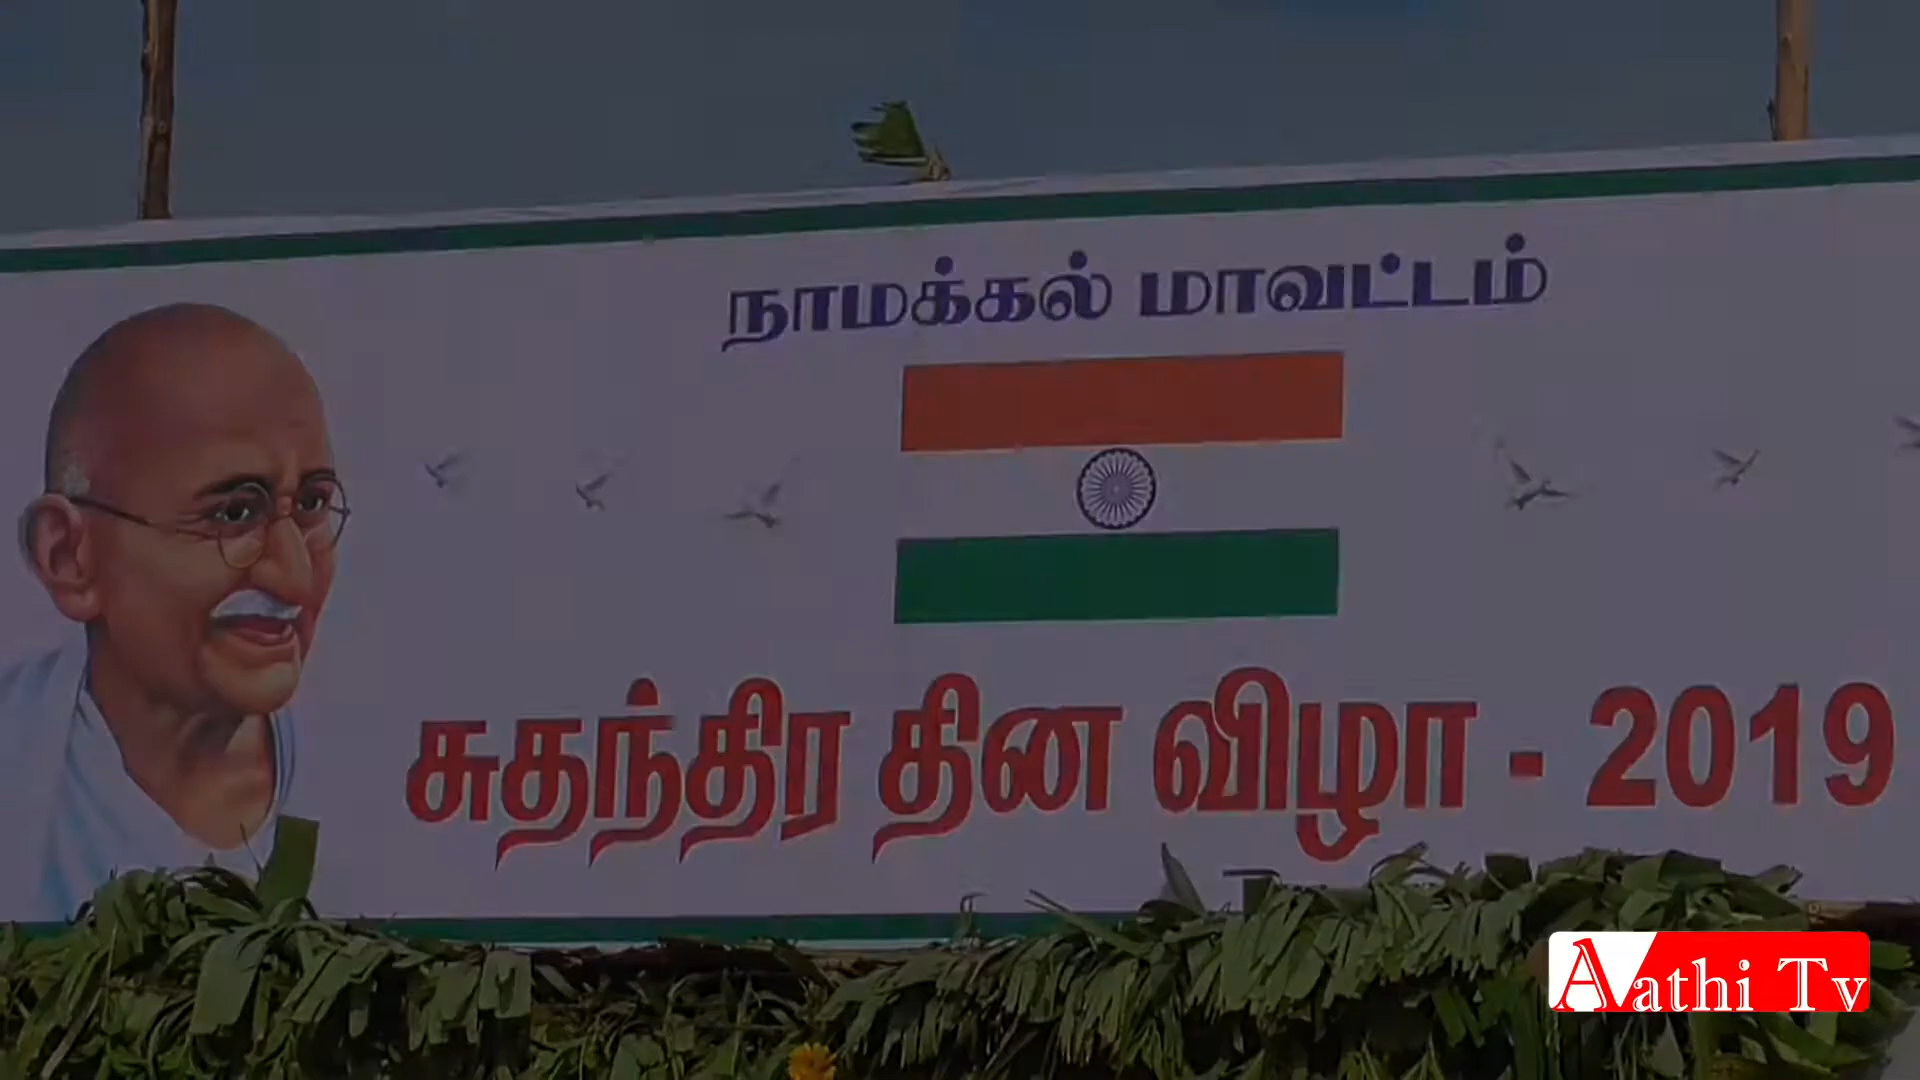 நாமக்கல் மாவட்டம்
சுதந்திர தின விழா - 2019
Aathi Tv